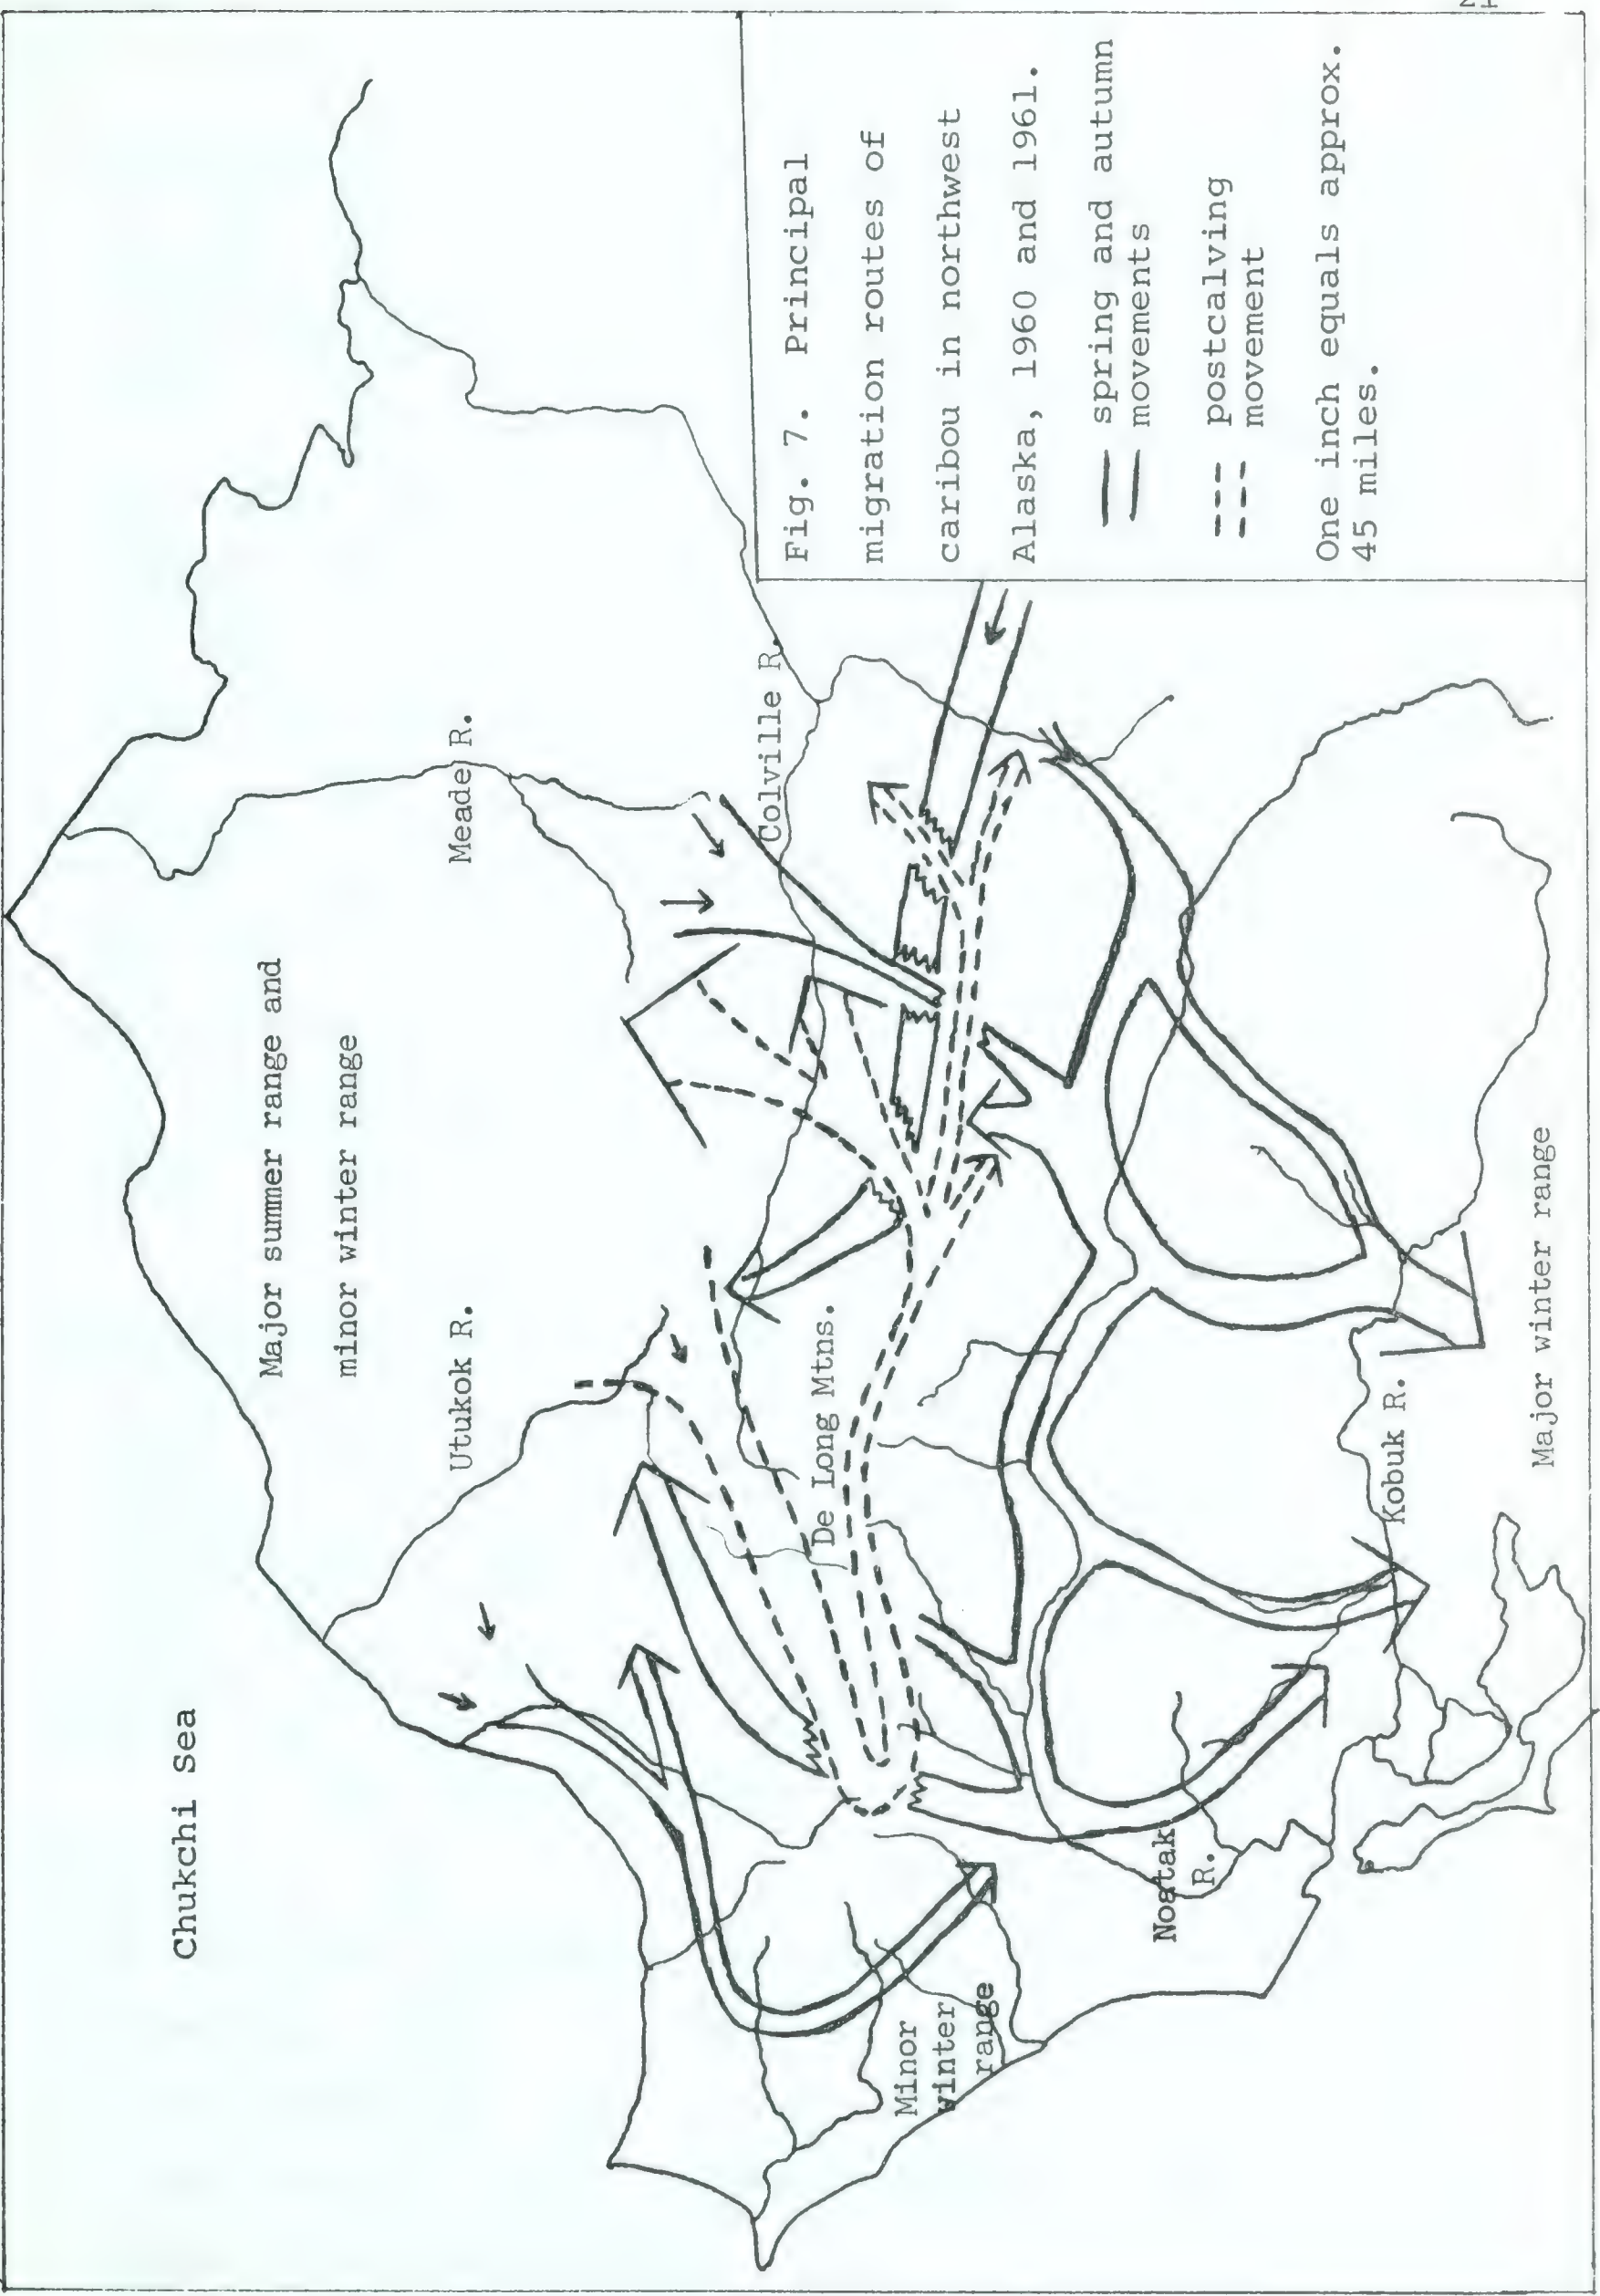 Chukchi Sea
Major summer range and
minor winter range
Utukok R.
Meade R.
Colville R.
De Long Mtns.
Minor
winter
range
Noatak
R.
Kobuk R.
Major winter range
Fig. 7. Principal
migration routes of
caribou in northwest
Alaska, 1960 and 1961.
spring and autumn
movements
postcalving
movement
One inch equals approx.
45 miles.